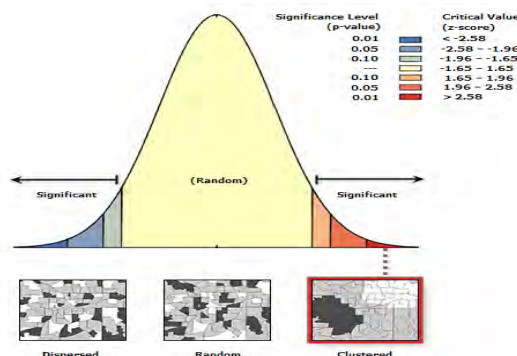 Significance Level Critical Value
(p-value) (z-score)
0.01 < -2.58
0.05 -2.58 - -1.96
0.10 -1.96 - -1.65
--- -1.65 - 1.65
0.10 1.65 - 1.96
0.05 1.96 - 2.58
0.01 > 2.58
Significant (Random) Significant
Dispersed Random Clustered